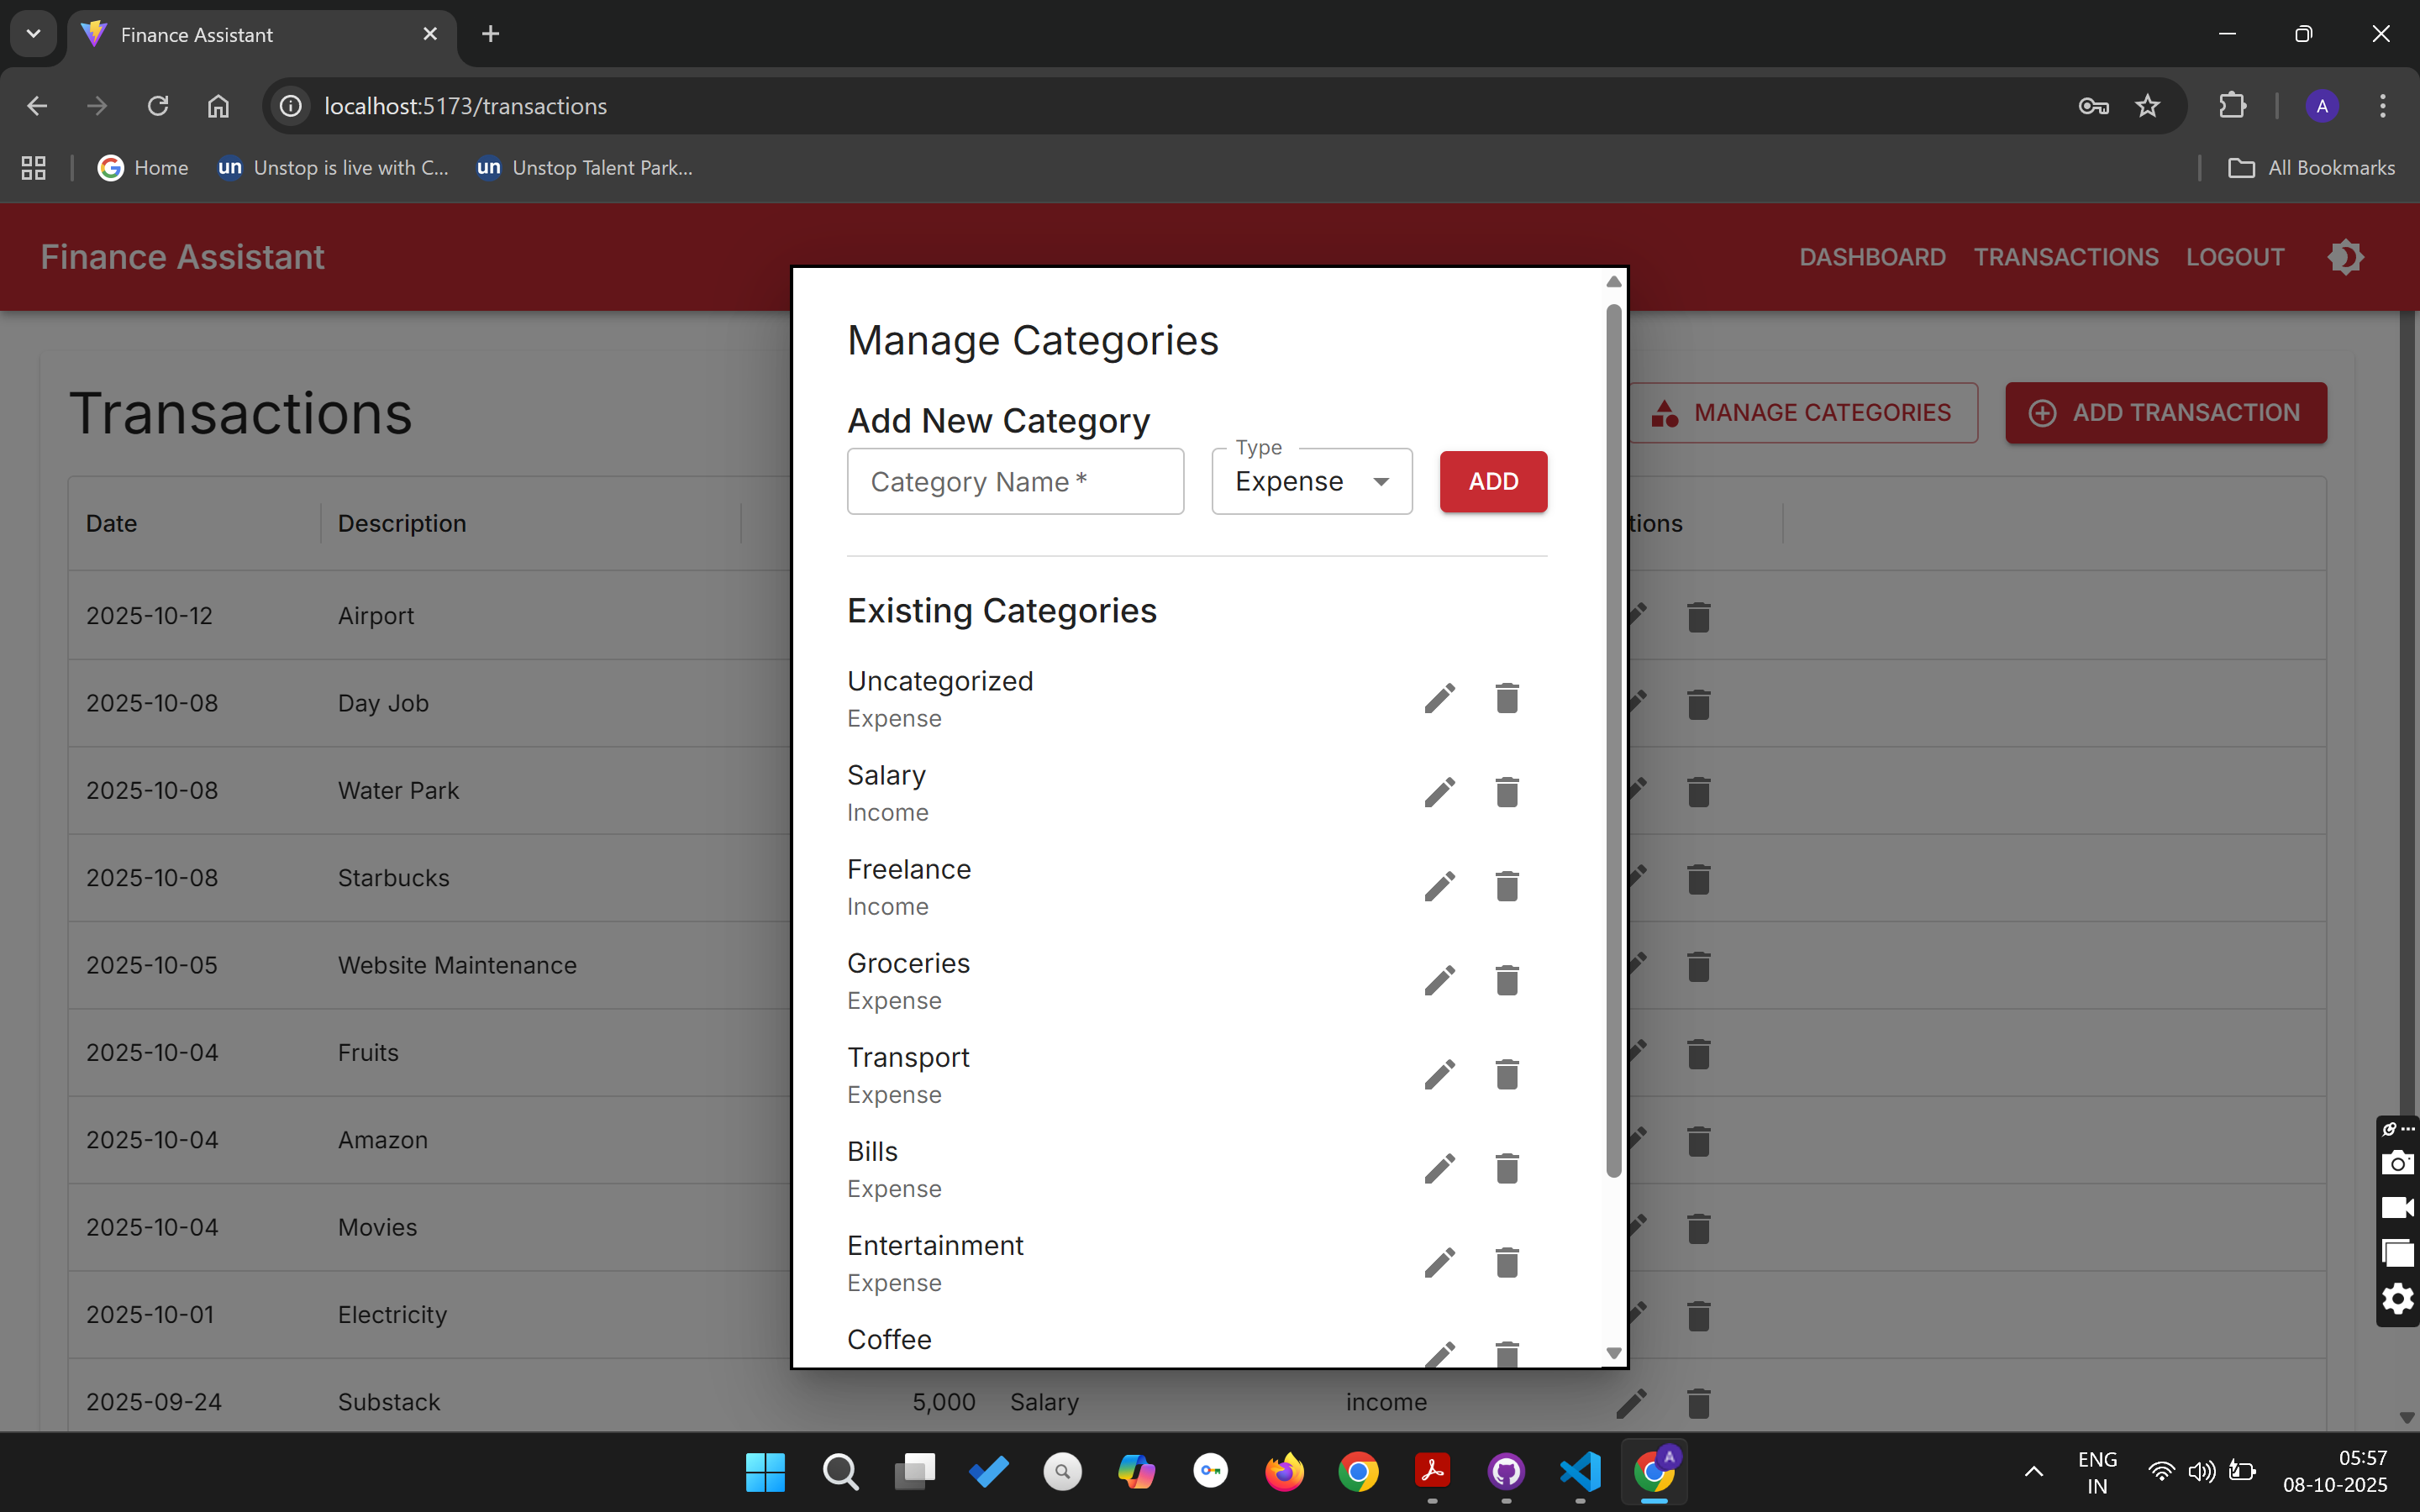 Finance Assistant
localhost:5173/transactions
A
Home
un Unstop is live with C...
un Unstop Talent Park...
All Bookmarks
Finance Assistant
DASHBOARD
TRANSACTIONS
LOGOUT
Transactions
MANAGE CATEGORIES
ADD TRANSACTION
Date
Description
tions
2025-10-12 Airport
2025-10-08 Day Job
2025-10-08 Water Park
2025-10-08 Starbucks
2025-10-05 Website Maintenance
2025-10-04 Fruits
2025-10-04 Amazon
2025-10-04 Movies
2025-10-01 Electricity
2025-09-24 Substack 5,000 Salary income
Manage Categories
Add New Category
Category Name *
Type
Expense
ADD
Existing Categories
Uncategorized
Expense
Salary
Income
Freelance
Income
Groceries
Expense
Transport
Expense
Bills
Expense
Entertainment
Expense
Coffee
A
ENG
IN
05:57
08-10-2025